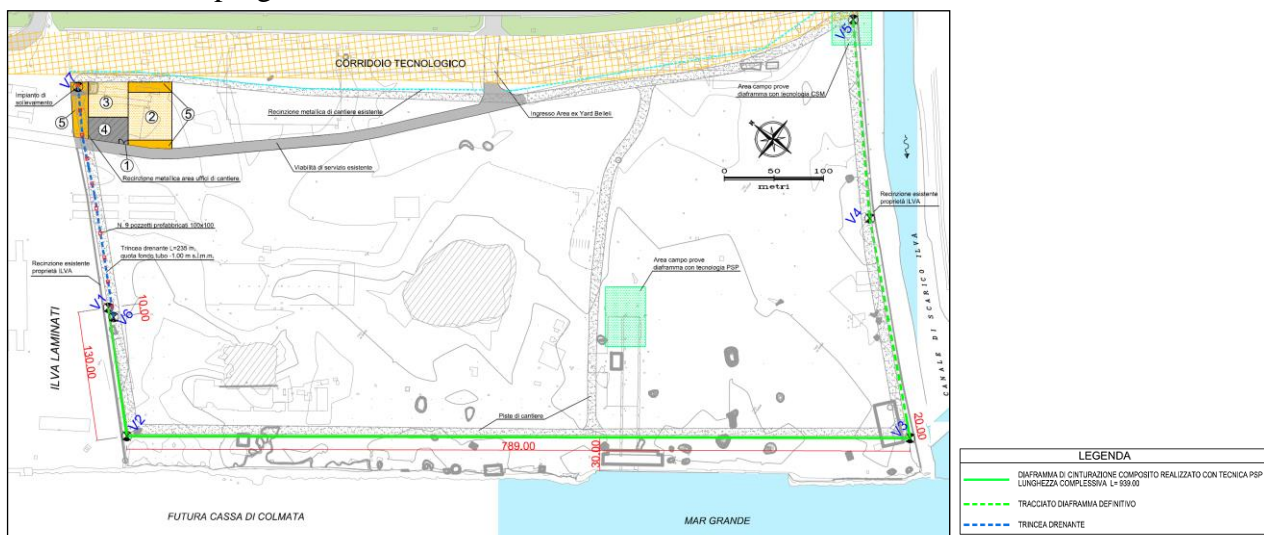 V5
CORRIDOIO TECNOLOGICO
V7
Impianto di
sollevamento
3
2
5
5
4
1
Recinzione metallica di cantiere esistente
Ingresso Area ex Yard Belleli
Area campo prove
diaframma con tecnologia CSM
Viabilità di servizio esistente
Recinzione metallica area uffici di cantiere
0 50 100
metri
Recinzione esistente
proprietà ILVA
V4
N. 9 pozzetti prefabbricati 100x100
Trincea drenante L=235 m
quota fondo tubo -1.00 m s.l.m.m.
Recinzione esistente
proprietà ILVA
Area campo prove
diaframma con tecnologia PSP
CANALE DI SCARICO ILVA
V1
V6
10.00
ILVA LAMINATI
130.00
V2
Piste di cantiere
V3
20.00
789.00
30.00
FUTURA CASSA DI COLMATA
MAR GRANDE
LEGENDA
DIAFRAMMA DI CINTURAZIONE COMPOSITO REALIZZATO CON TECNICA PSP
LUNGHEZZA COMPLESSIVA L= 939.00
TRACCIATO DIAFRAMMA DEFINITIVO
TRINCEA DRENANTE